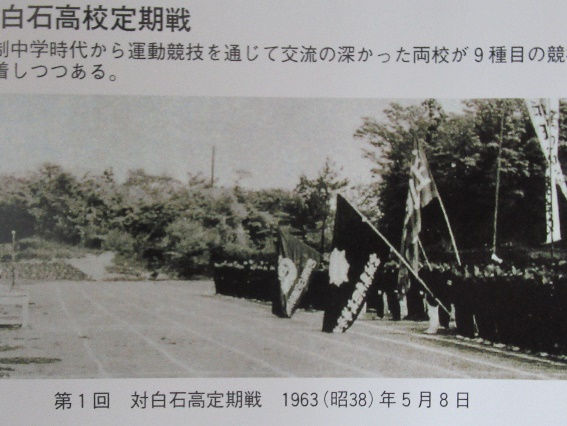 白石高校定期戦
制中学時代から運動競技を通じて交流の深かった両校が９種目の競
着しつつある。
第１回 対白石高定期戦 1963（昭38）年５月８日